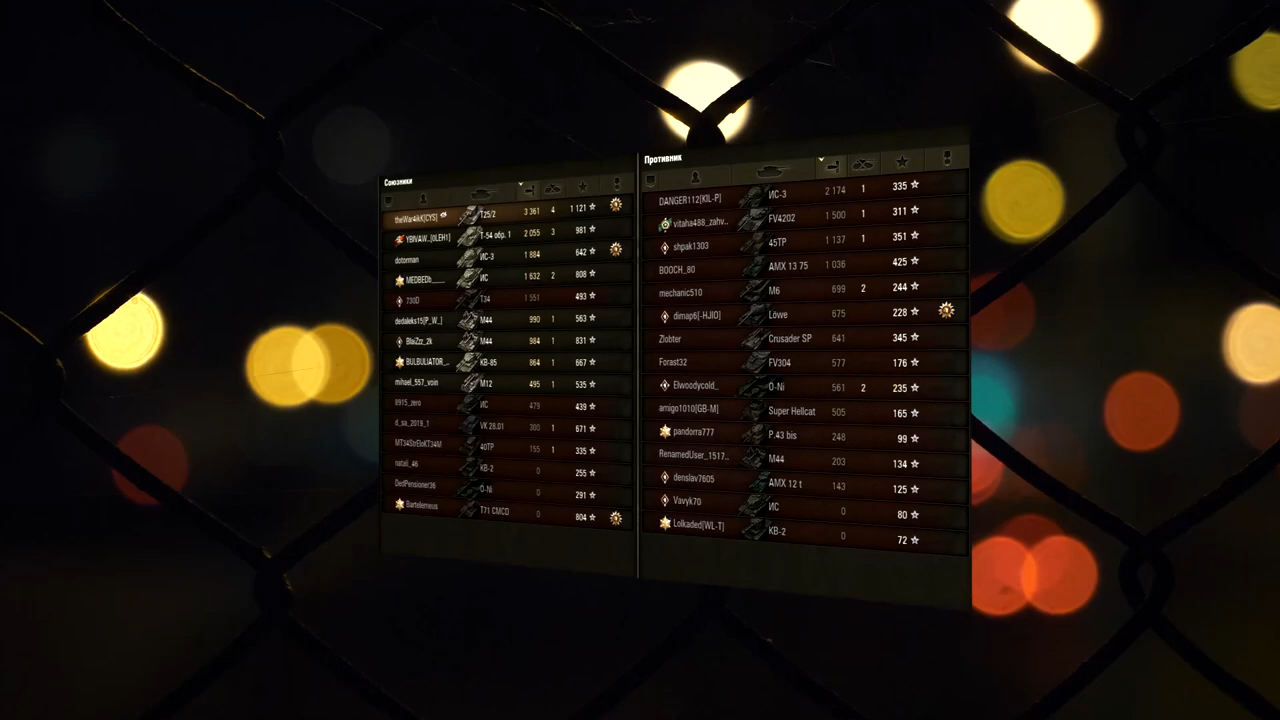 Союзники
theWar4ikK[CYS] T25/2 3 361 4 1 121
YBIVAW..[0LEH1] T-54 обр. 1 2 055 3 981
dotorman ИС-3 1 884 642
MEDBEDb_____ ИС 1 632 2 808
730D T34 1 551 493
dedaleks15[P_W_] M44 990 1 563
BlaiZzz_2k M44 984 1 831
BULBULIATOR_.. КВ-85 864 1 667
mihael_557_voin M12 495 1 535
8915_zero ИС 479 439
d_sa_2019_1 VK 28.01 300 1 671
MT34StrEloKT34M 40TP 155 1 335
natali_46 КВ-2 0 255
DedPensioner36 O-Ni 0 291
Bartelemeus T71 CMCD 0 804
Противник
DANGER112[KIL-P] ИС-3 2 174 1 335
vitaha488_zahv.. FV4202 1 500 1 311
shpak1303 45TP 1 137 1 351
BOOCH_80 AMX 13 75 1 036 425
mechanic510 M6 699 2 244
dimap6[-HJIO] Löwe 675 228
Zlobter Crusader SP 641 345
Forast32 FV304 577 176
Elwoodycold_ O-Ni 561 2 235
amigo1010[GB-M] Super Hellcat 505 165
pandorra777 P.43 bis 248 99
RenamedUser_1517.. M44 203 134
denslav7605 AMX 12 t 143 125
Vavyk70 ИС 0 80
Lolkaded[WL-T] КВ-2 0 72